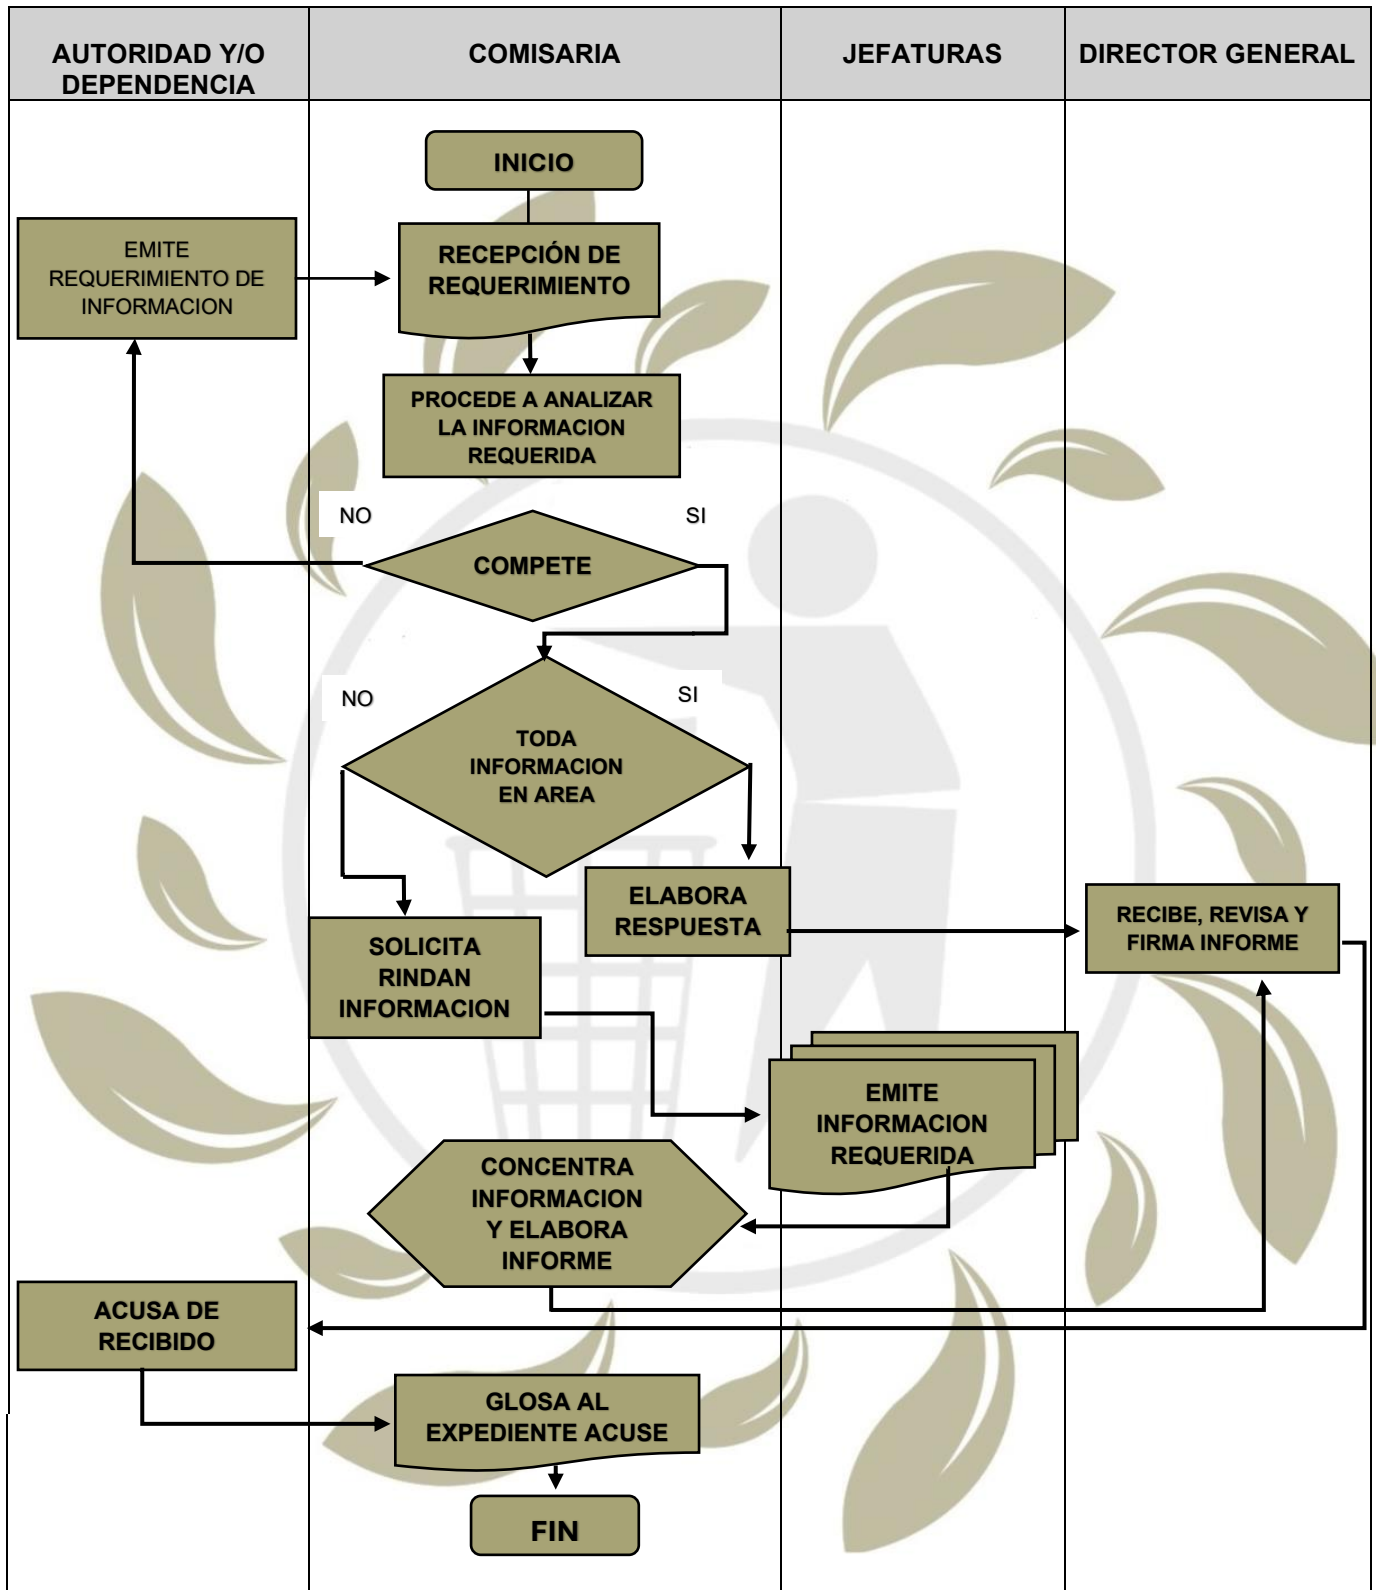 AUTORIDAD Y/O
DEPENDENCIA
COMISARIA
JEFATURAS
DIRECTOR GENERAL
INICIO
EMITE
REQUERIMIENTO DE
INFORMACION
RECEPCIÓN DE
REQUERIMIENTO
PROCEDE A ANALIZAR
LA INFORMACION
REQUERIDA
NO
SI
COMPETE
NO
SI
TODA
INFORMACION
EN AREA
ELABORA
RESPUESTA
RECIBE, REVISA Y
FIRMA INFORME
SOLICITA
RINDAN
INFORMACION
EMITE
INFORMACION
REQUERIDA
CONCENTRA
INFORMACION
Y ELABORA
INFORME
ACUSA DE
RECIBIDO
GLOSA AL
EXPEDIENTE ACUSE
FIN